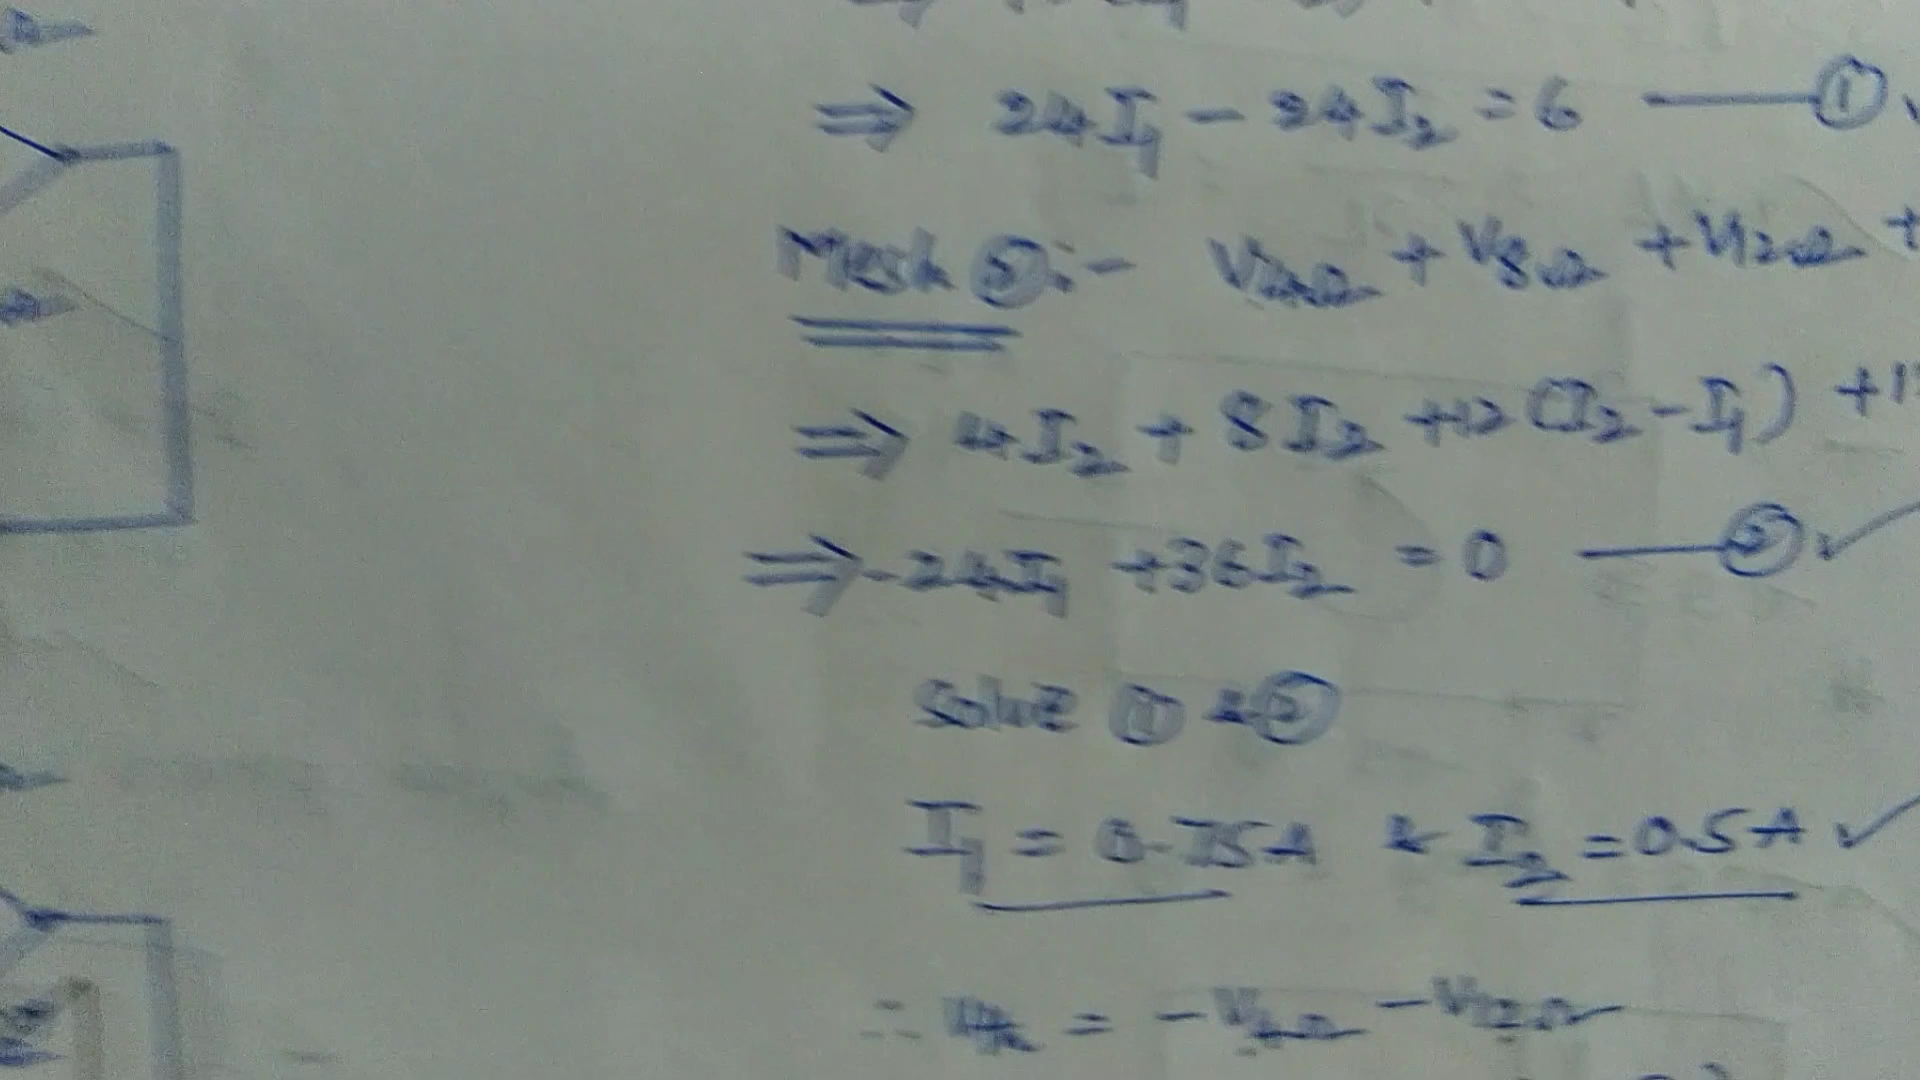 ⇒ 24I₁ - 24I₂ = 6 —— ①
Mesh ②:- V₄Ω + V₈Ω + V₁₂Ω +
⇒ 4I₂ + 8I₂ + 12(I₂ - I₁) + 1
⇒ -24I₁ + 36I₂ = 0 —— ② ✓
Solve ① & ②
I₁ = 0.75A & I₂ = 0.5A ✓
∴ = -V₄Ω - V₁₂Ω